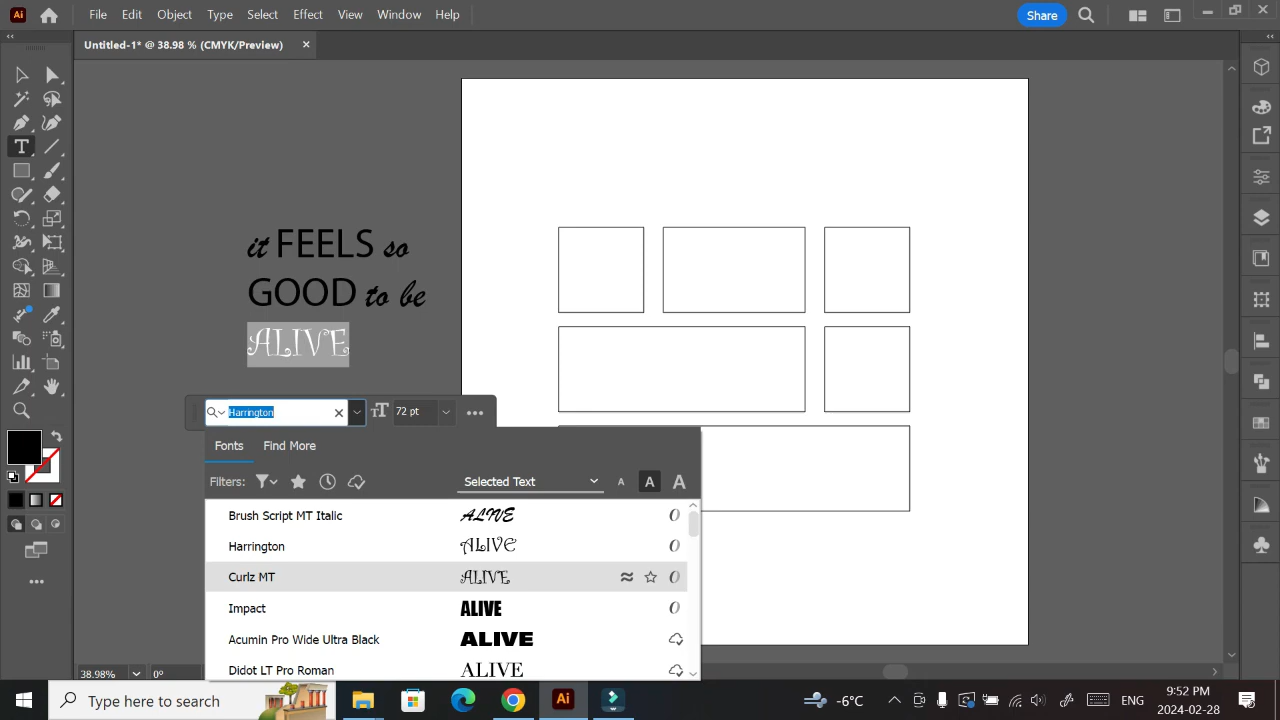 Ai File Edit Object Type Select Effect View Window Help Share
Untitled-1* @ 38.98 % (CMYK/Preview)
it FEELS so
GOOD to be
ALIVE
Harrington 72 pt
Fonts Find More
Filters: Selected Text A A A
Brush Script MT Italic ALIVE
Harrington ALIVE
Curlz MT ALIVE
Impact ALIVE
Acumin Pro Wide Ultra Black ALIVE
Didot LT Pro Roman ALIVE
38.98% 0°
Type here to search Ai -6°C ENG 9:52 PM
2024-02-28